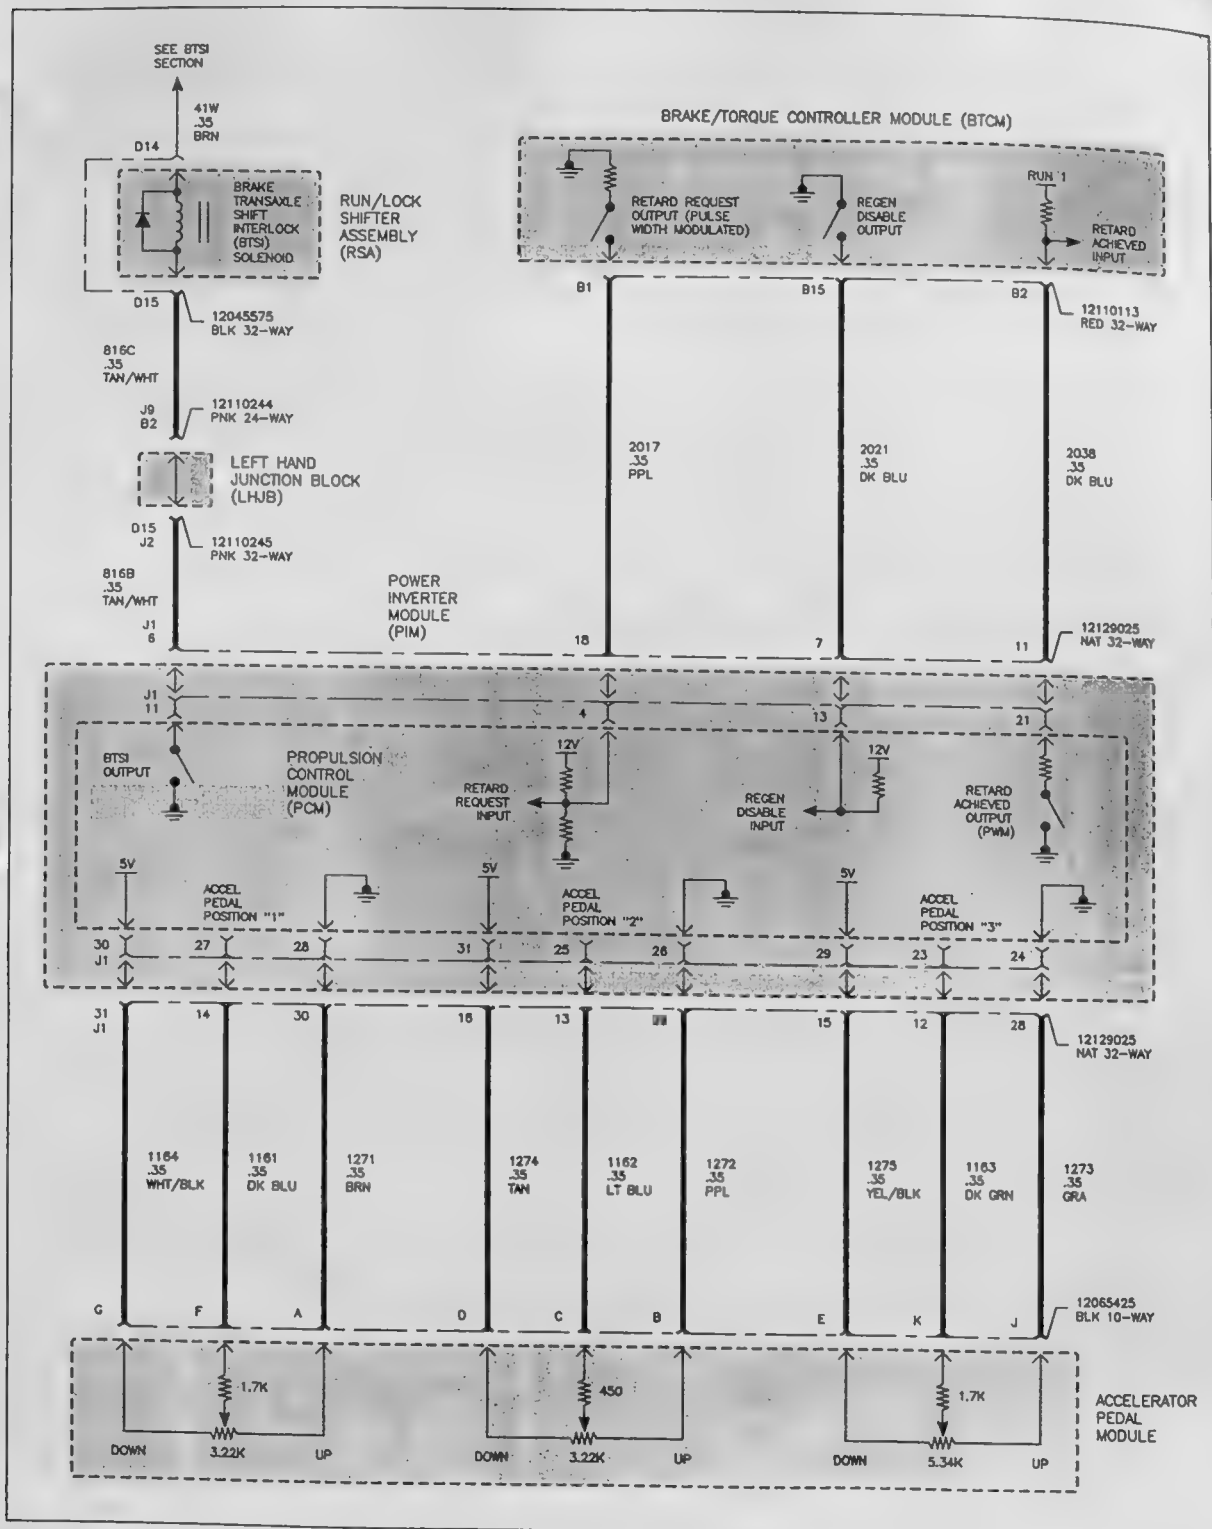 SEE BTSI
SECTION
41W
.35
BRN
D14
BRAKE
TRANSAXLE
SHIFT
INTERLOCK
(BTSI)
SOLENOID
RUN/LOCK
SHIFTER
ASSEMBLY
(RSA)
D15
12045575
BLK 32-WAY
816C
.35
TAN/WHT
J9
B2
12110244
PNK 24-WAY
LEFT HAND
JUNCTION BLOCK
(LHJB)
D15
J2
12110245
PNK 32-WAY
816B
.35
TAN/WHT
J1
6
BRAKE/TORQUE CONTROLLER MODULE (BTCM)
RETARD REQUEST
OUTPUT (PULSE
WIDTH MODULATED)
REGEN
DISABLE
OUTPUT
RUN 1
RETARD
ACHIEVED
INPUT
B1
B15
B2
12110113
RED 32-WAY
2017
.35
PPL
2021
.35
DK BLU
2038
.35
DK BLU
POWER
INVERTER
MODULE
(PIM)
18
7
11
12129025
NAT 32-WAY
J1
11
4
13
21
BTSI
OUTPUT
PROPULSION
CONTROL
MODULE
(PCM)
12V
RETARD
REQUEST
INPUT
12V
REGEN
DISABLE
INPUT
RETARD
ACHIEVED
OUTPUT
(PWM)
5V
ACCEL
PEDAL
POSITION "1"
5V
ACCEL
PEDAL
POSITION "2"
5V
ACCEL
PEDAL
POSITION "3"
30
J1
27
28
31
25
26
29
23
24
31
J1
14
30
16
13
15
12
28
12129025
NAT 32-WAY
1164
.35
WHT/BLK
1161
.35
DK BLU
1271
.35
BRN
1274
.35
TAN
1162
.35
LT BLU
1272
.35
PPL
1275
.35
YEL/BLK
1163
.35
DK GRN
1273
.35
GRA
G
F
A
D
C
B
E
K
J
12065425
BLK 10-WAY
1.7K
DOWN
3.22K
UP
450
DOWN
3.22K
UP
1.7K
DOWN
5.34K
UP
ACCELERATOR
PEDAL
MODULE